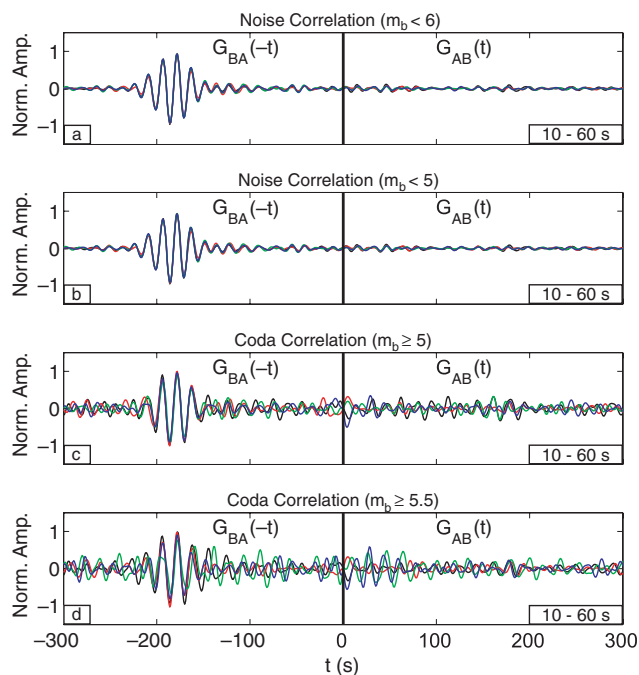 Noise Correlation (m_b < 6)
Norm. Amp.
1
0
−1
G_BA(−t)
G_AB(t)
a
10 - 60 s
Noise Correlation (m_b < 5)
Norm. Amp.
1
0
−1
G_BA(−t)
G_AB(t)
b
10 - 60 s
Coda Correlation (m_b ≥ 5)
Norm. Amp.
1
0
−1
G_BA(−t)
G_AB(t)
c
10 - 60 s
Coda Correlation (m_b ≥ 5.5)
Norm. Amp.
1
0
−1
G_BA(−t)
G_AB(t)
d
10 - 60 s
−300 −200 −100 0 100 200 300
t (s)